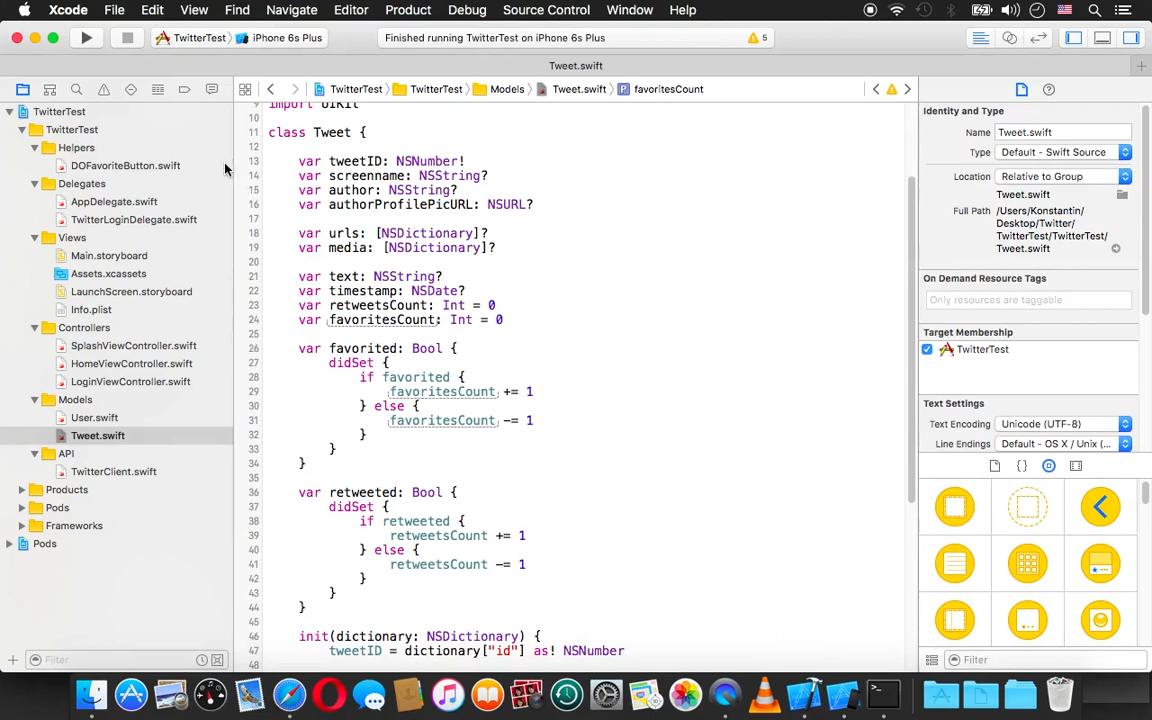 Xcode File Edit View Find Navigate Editor Product Debug Source Control Window Help
TwitterTest iPhone 6s Plus Finished running TwitterTest on iPhone 6s Plus 5
Tweet.swift
TwitterTest TwitterTest Models Tweet.swift P favoritesCount
TwitterTest
TwitterTest
Helpers
DOFavoriteButton.swift
Delegates
AppDelegate.swift
TwitterLoginDelegate.swift
Views
Main.storyboard
Assets.xcassets
LaunchScreen.storyboard
Info.plist
Controllers
SplashViewController.swift
HomeViewController.swift
LoginViewController.swift
Models
User.swift
Tweet.swift
API
TwitterClient.swift
Products
Pods
Frameworks
Pods
Filter
9 import UIKit
10
11 class Tweet {
12
13 var tweetID: NSNumber!
14 var screenname: NSString?
15 var author: NSString?
16 var authorProfilePicURL: NSURL?
17
18 var urls: [NSDictionary]?
19 var media: [NSDictionary]?
20
21 var text: NSString?
22 var timestamp: NSDate?
23 var retweetsCount: Int = 0
24 var favoritesCount: Int = 0
25
26 var favorited: Bool {
27 didSet {
28 if favorited {
29 favoritesCount += 1
30 } else {
31 favoritesCount -= 1
32 }
33 }
34 }
35
36 var retweeted: Bool {
37 didSet {
38 if retweeted {
39 retweetsCount += 1
40 } else {
41 retweetsCount -= 1
42 }
43 }
44 }
45
46 init(dictionary: NSDictionary) {
47 tweetID = dictionary["id"] as! NSNumber
48
Identity and Type
Name Tweet.swift
Type Default - Swift Source
Location Relative to Group
Tweet.swift
Full Path /Users/Konstantin/
Desktop/Twitter/
TwitterTest/TwitterTest/
Tweet.swift
On Demand Resource Tags
Only resources are taggable
Target Membership
TwitterTest
Text Settings
Text Encoding Unicode (UTF-8)
Line Endings Default - OS X / Unix (...
Filter